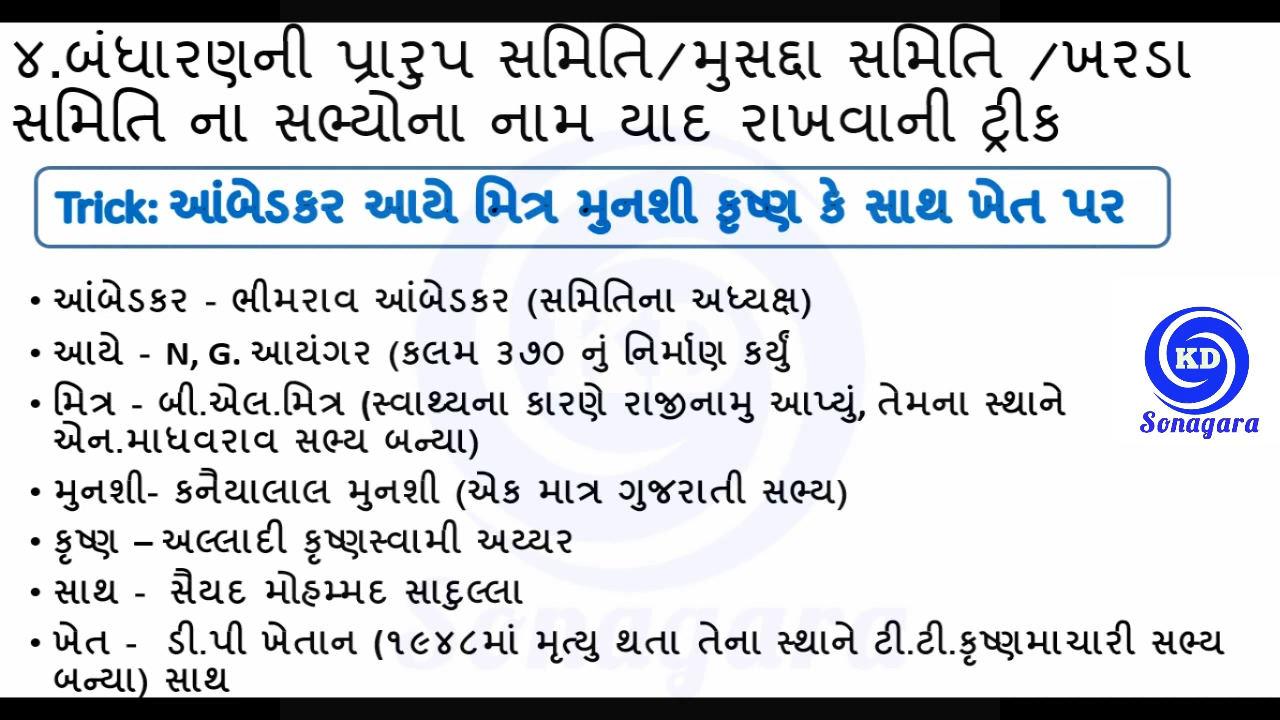 ૪.બંધારણની પ્રારુપ સમિતિ/મુસદ્દા સમિતિ /ખરડા
સમિતિ ના સભ્યોના નામ યાદ રાખવાની ટ્રીક
Trick: આંબેડકર આયે મિત્ર મુનશી કૃષ્ણ કે સાથ ખેત પર
• આંબેડકર - ભીમરાવ આંબેડકર (સમિતિના અધ્યક્ષ)
• આયે - N, G. આયંગર (કલમ ૩૭૦ નું નિર્માણ કર્યું
• મિત્ર - બી.એલ.મિત્ર (સ્વાથ્યના કારણે રાજીનામુ આપ્યું, તેમના સ્થાને
એન.માધવરાવ સભ્ય બન્યા)
• મુનશી- કનૈયાલાલ મુનશી (એક માત્ર ગુજરાતી સભ્ય)
• કૃષ્ણ – અલ્લાદી કૃષ્ણસ્વામી અય્યર
• સાથ - સૈયદ મોહમ્મદ સાદુલ્લા
• ખેત - ડી.પી ખેતાન (૧૯૪૮માં મૃત્યુ થતા તેના સ્થાને ટી.ટી.કૃષ્ણમાચારી સભ્ય
બન્યા) સાથ
KD
Sonagara
Sonagara